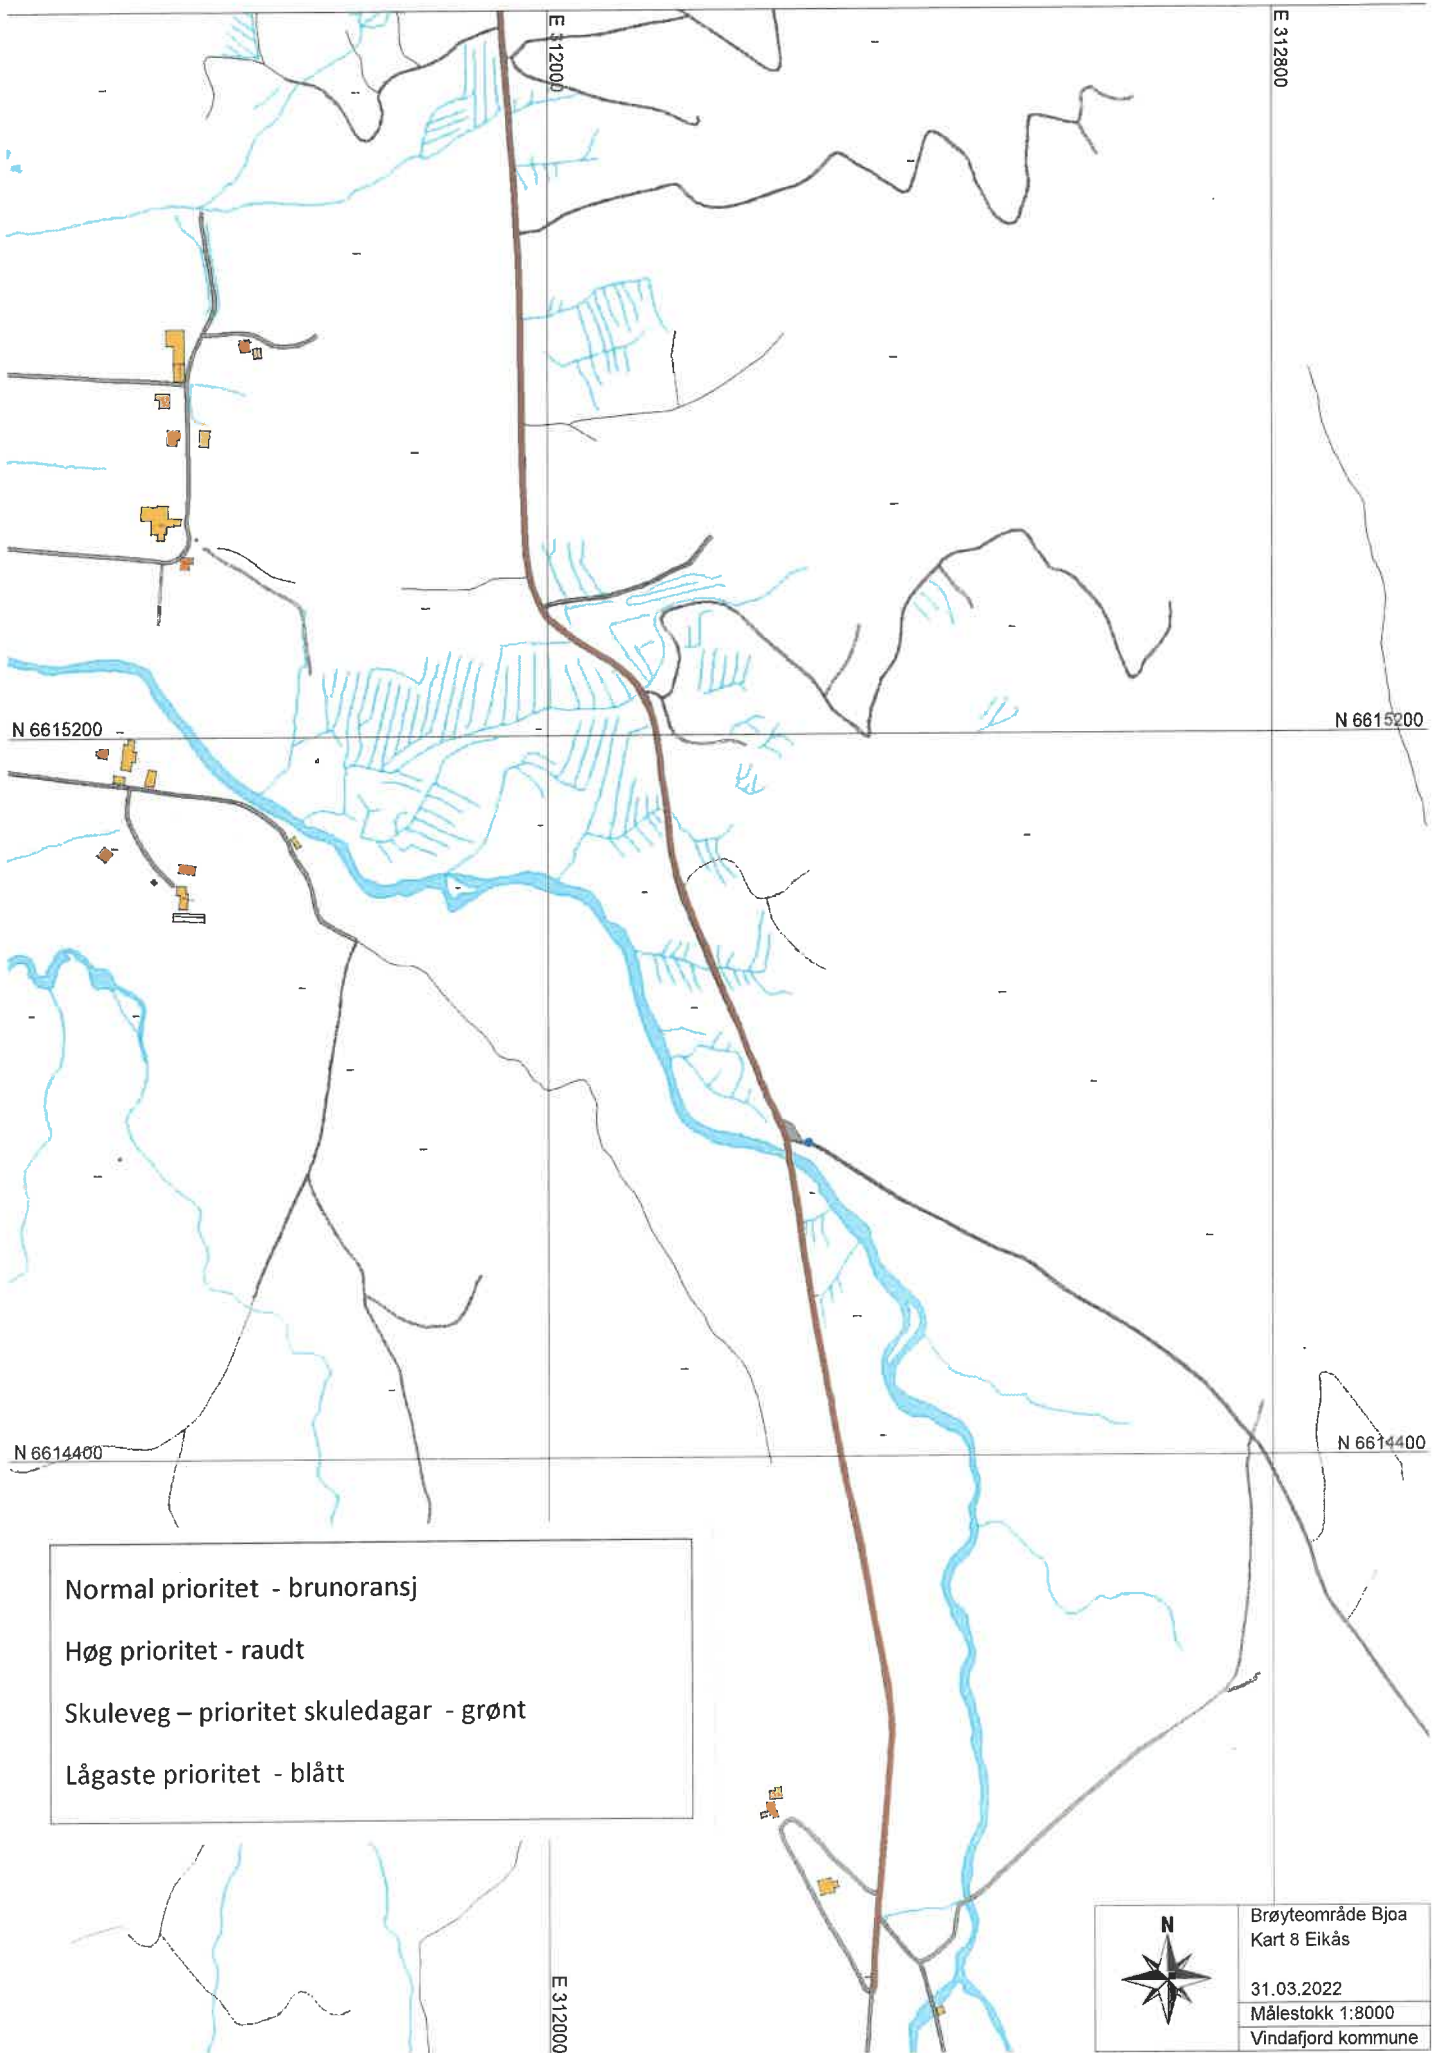 E 312000
E 312800
N 6615200
N 6615200
N 6614400
N 6614400
Normal prioritet - brunoransj
Høg prioritet - raudt
Skuleveg – prioritet skuledagar - grønt
Lågaste prioritet - blått
E 312000
N
Brøyteområde Bjoa
Kart 8 Eikås
31.03.2022
Målestokk 1:8000
Vindafjord kommune